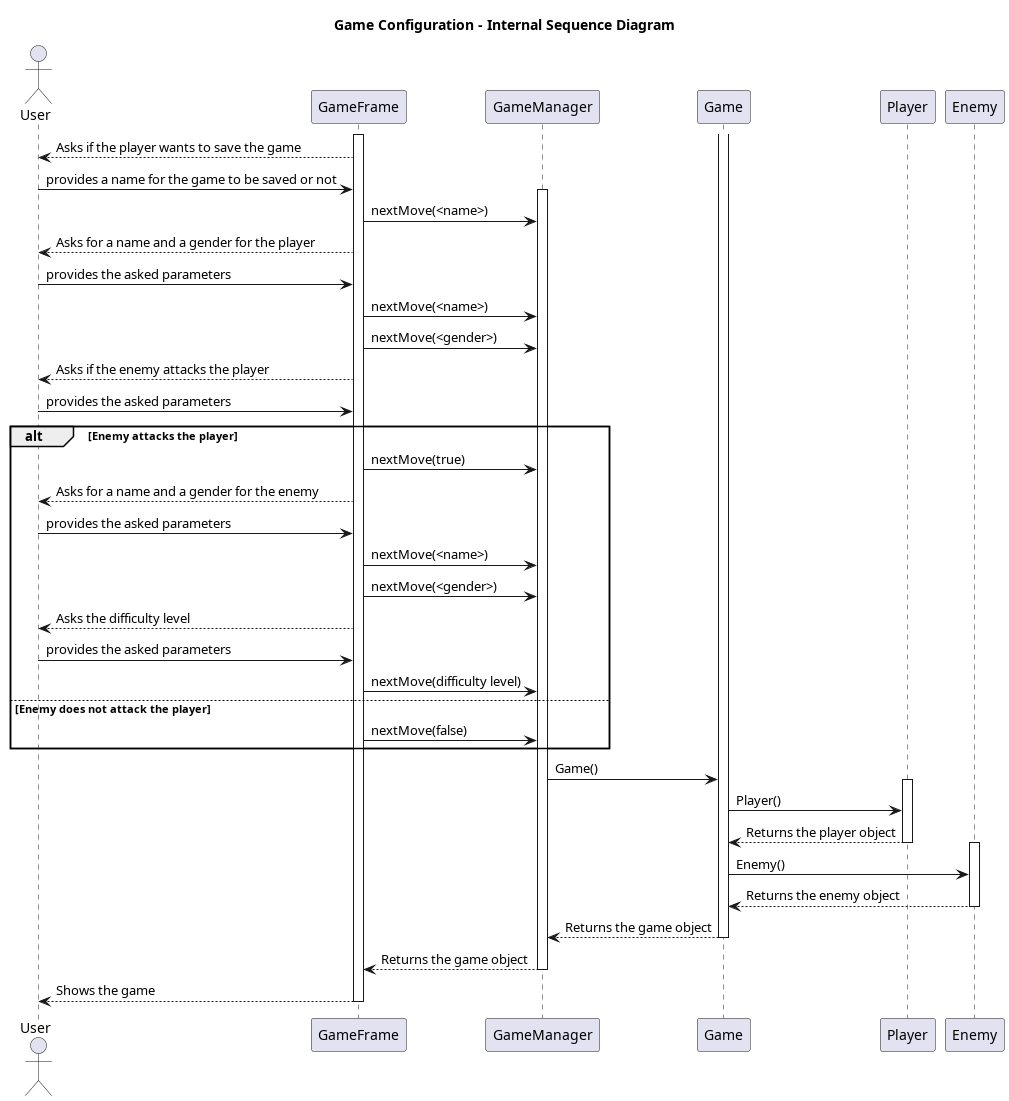 Game Configuration - Internal Sequence Diagram
User
GameFrame
GameManager
Game
Player
Enemy
Asks if the player wants to save the game
provides a name for the game to be saved or not
nextMove(<name>)
Asks for a name and a gender for the player
provides the asked parameters
nextMove(<name>)
nextMove(<gender>)
Asks if the enemy attacks the player
provides the asked parameters
alt
[Enemy attacks the player]
nextMove(true)
Asks for a name and a gender for the enemy
provides the asked parameters
nextMove(<name>)
nextMove(<gender>)
Asks the difficulty level
provides the asked parameters
nextMove(difficulty level)
[Enemy does not attack the player]
nextMove(false)
Game()
Player()
Returns the player object
Enemy()
Returns the enemy object
Returns the game object
Returns the game object
Shows the game
User
GameFrame
GameManager
Game
Player
Enemy